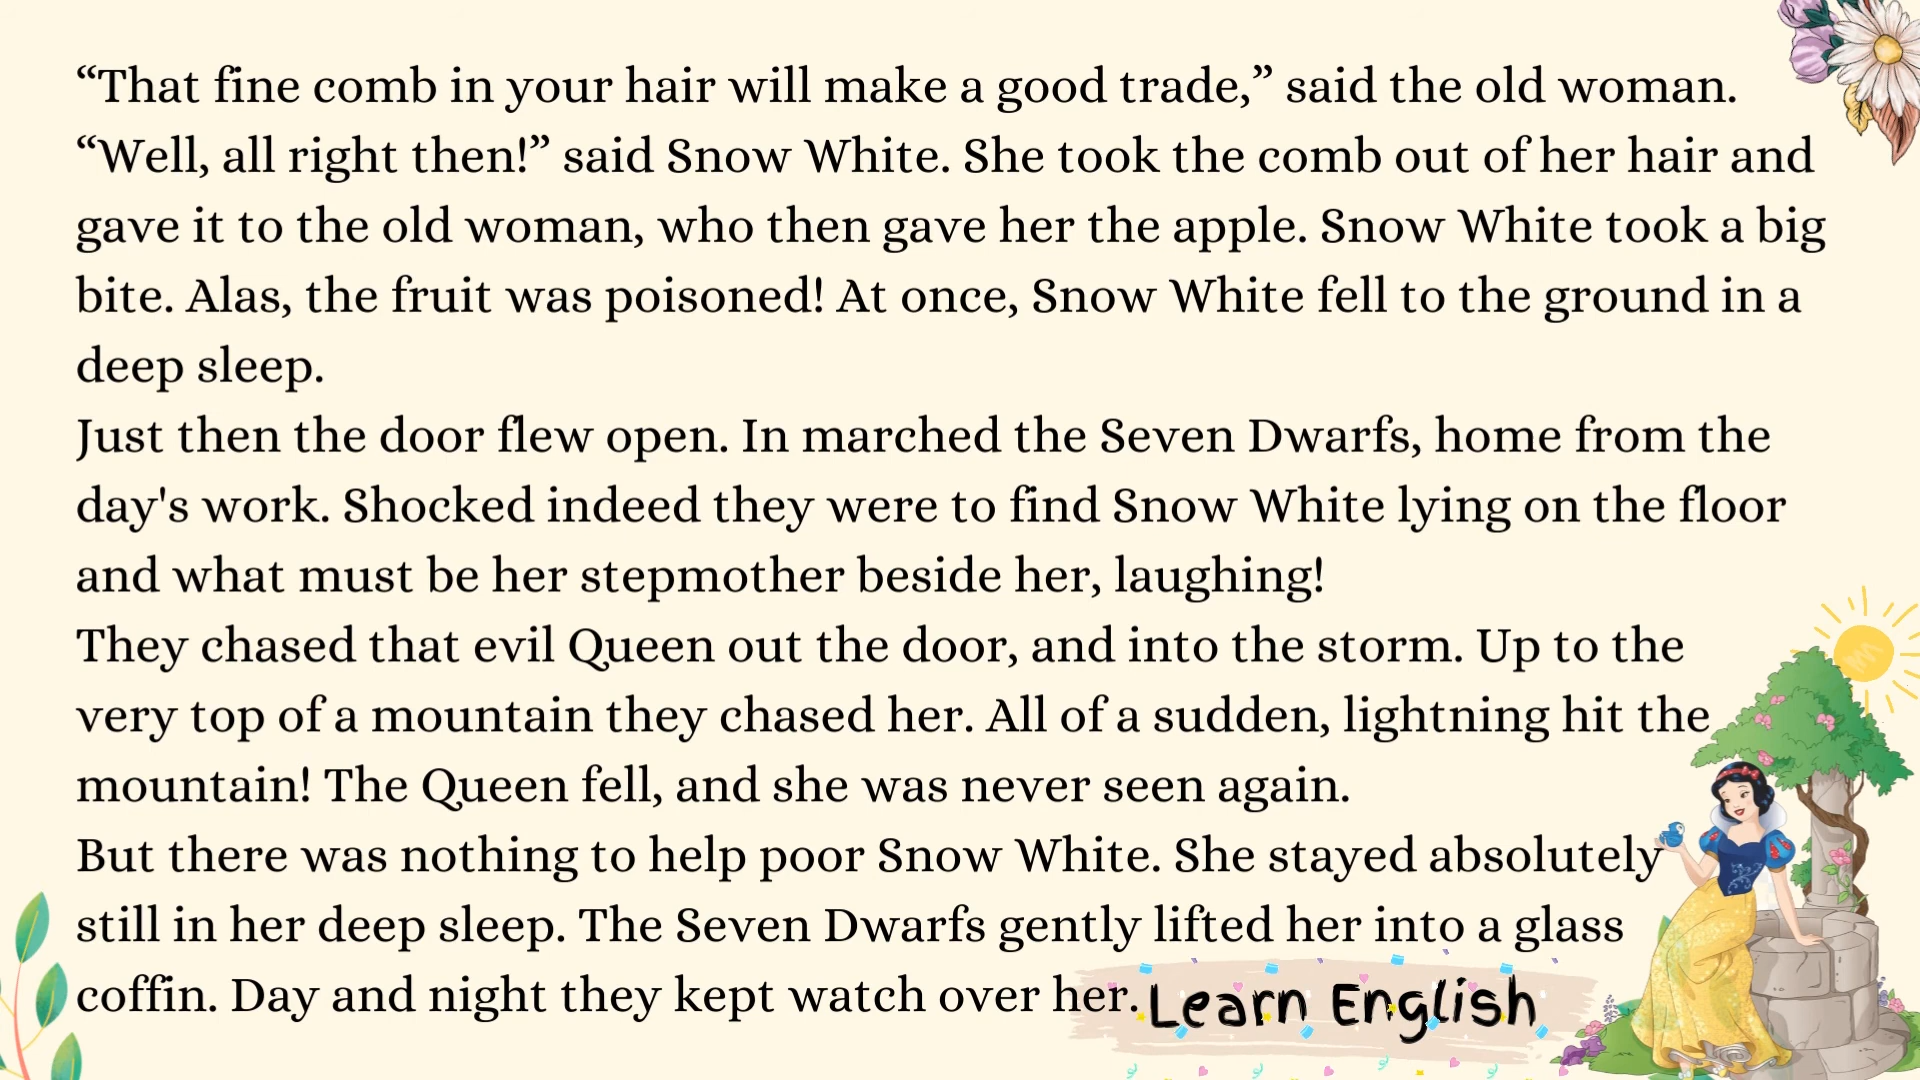 “That fine comb in your hair will make a good trade,” said the old woman.
“Well, all right then!” said Snow White. She took the comb out of her hair and
gave it to the old woman, who then gave her the apple. Snow White took a big
bite. Alas, the fruit was poisoned! At once, Snow White fell to the ground in a
deep sleep.
Just then the door flew open. In marched the Seven Dwarfs, home from the
day's work. Shocked indeed they were to find Snow White lying on the floor
and what must be her stepmother beside her, laughing!
They chased that evil Queen out the door, and into the storm. Up to the
very top of a mountain they chased her. All of a sudden, lightning hit the
mountain! The Queen fell, and she was never seen again.
But there was nothing to help poor Snow White. She stayed absolutely
still in her deep sleep. The Seven Dwarfs gently lifted her into a glass
coffin. Day and night they kept watch over her.
Learn English